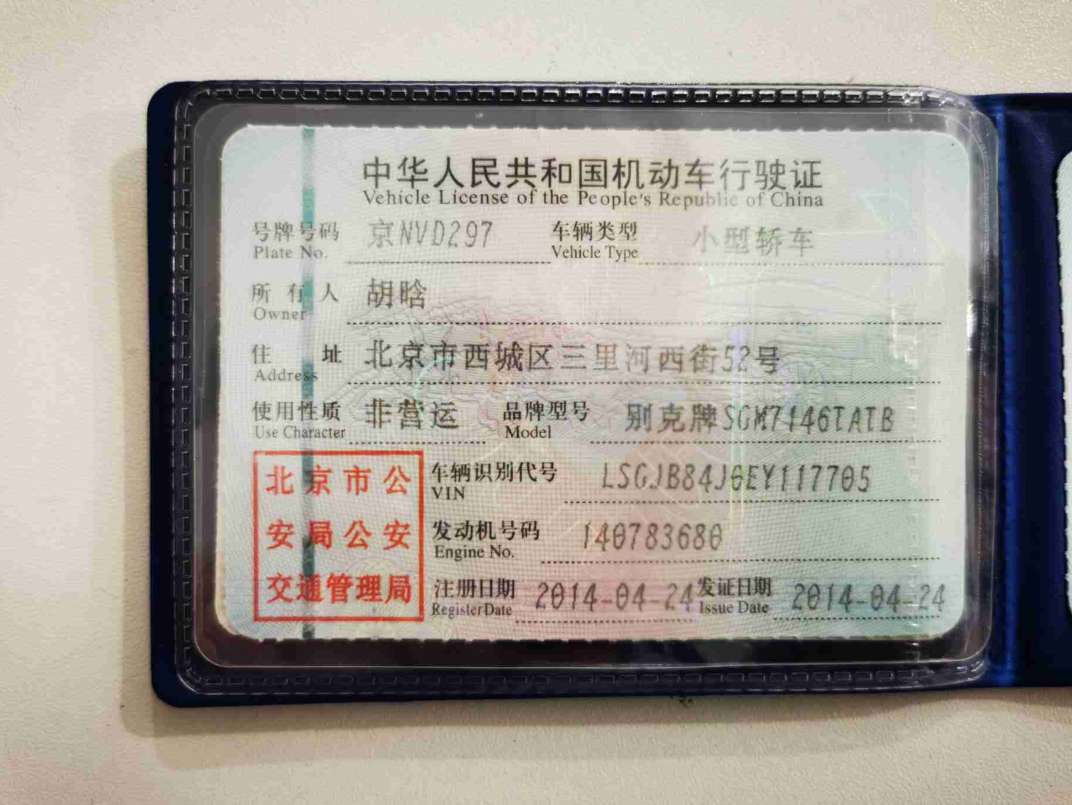 中华人民共和国机动车行驶证
Vehicle License of the People's Republic of China
号牌号码 京NVD297 车辆类型 小型轿车
Plate No. Vehicle Type
所有人 胡晗
Owner
住址 北京市西城区三里河西街52号
Address
使用性质 非营运 品牌型号 别克牌SGM7146TATB
Use Character Model
车辆识别代号 LSGJB84J6EY117705
VIN
发动机号码 140783680
Engine No.
注册日期 2014-04-24 发证日期 2014-04-24
Register Date Issue Date
北京市公
安局公安
交通管理局